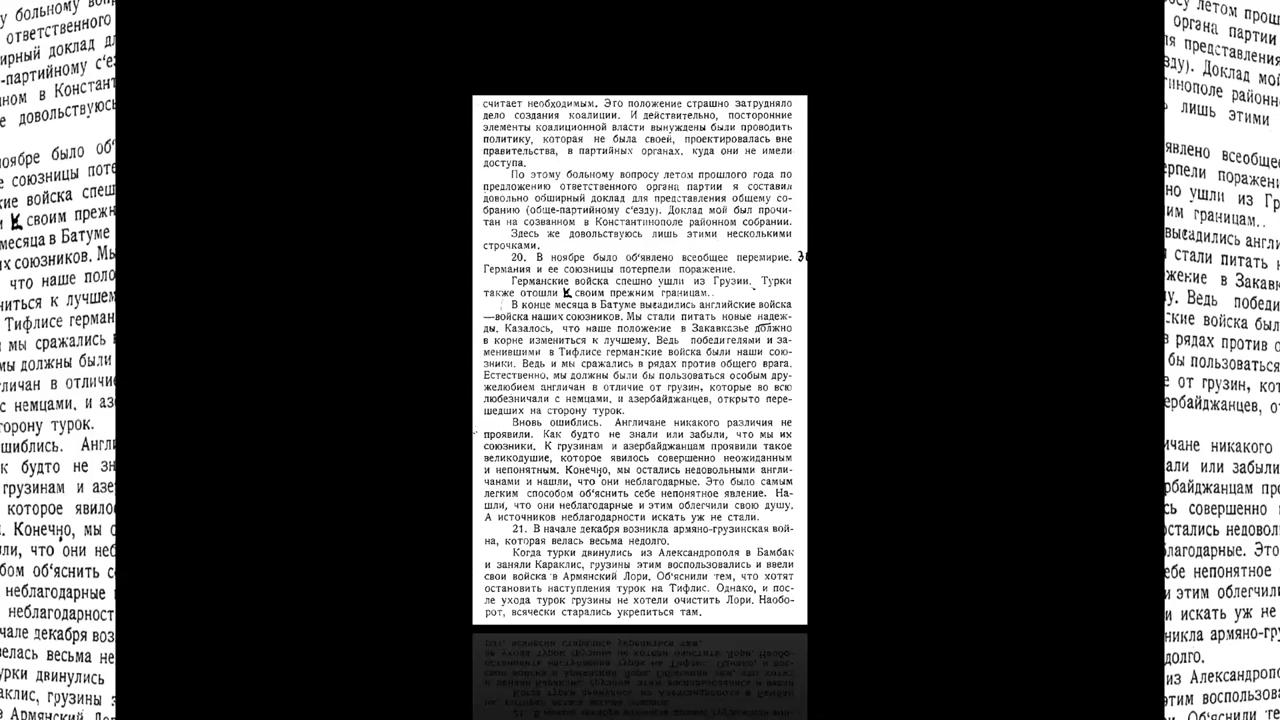 считает необходимым. Это положение страшно затрудняло
дело создания коалиции. И действительно, посторонние
элементы коалиционной власти вынуждены были проводить
политику, которая не была своей, проектировалась вне
правительства, в партийных органах, куда они не имели
доступа.
По этому больному вопросу летом прошлого года по
предложению ответственного органа партии я составил
довольно обширный доклад для представления общему со-
бранию (обще-партийному с‘езду). Доклад мой был прочи-
тан на созванном в Константинополе районном собрании.
Здесь же довольствуюсь лишь этими несколькими
строчками.
20. В ноябре было об‘явлено всеобщее перемирие.
Германия и ее союзницы потерпели поражение.
Германские войска спешно ушли из Грузии. Турки
также отошли к своим прежним границам..
В конце месяца в Батуме высадились английские войска
—войска наших союзников. Мы стали питать новые надеж-
ды. Казалось, что наше положение в Закавказье должно
в корне измениться к лучшему. Ведь победителями и за-
менившими в Тифлисе германские войска были наши сою-
зники. Ведь и мы сражались в рядах против общего врага.
Естественно, мы должны были бы пользоваться особым дру-
желюбием англичан в отличие от грузин, которые во всю
любезничали с немцами, и азербайджанцев, открыто пере-
шедших на сторону турок.
Вновь ошиблись. Англичане никакого различия не
проявили. Как будто не знали или забыли, что мы их
союзники. К грузинам и азербайджанцам проявили такое
великодушие, которое явилось совершенно неожиданным
и непонятным. Конечно, мы остались недовольными англи-
чанами и нашли, что они неблагодарные. Это было самым
легким способом об‘яснить себе непонятное явление. На-
шли, что они неблагодарные и этим облегчили свою душу.
А источников неблагодарности искать уж не стали.
21. В начале декабря возникла армяно-грузинская вой-
на, которая велась весьма недолго.
Когда турки двинулись из Александрополя в Бамбак
и заняли Караклис, грузины этим воспользовались и ввели
свои войска в Армянский Лори. Об‘яснили тем, что хотят
остановить наступления турок на Тифлис. Однако, и пос-
ле ухода турок грузины не хотели очистить Лори. Наобо-
рот, всячески старались укрепиться там.